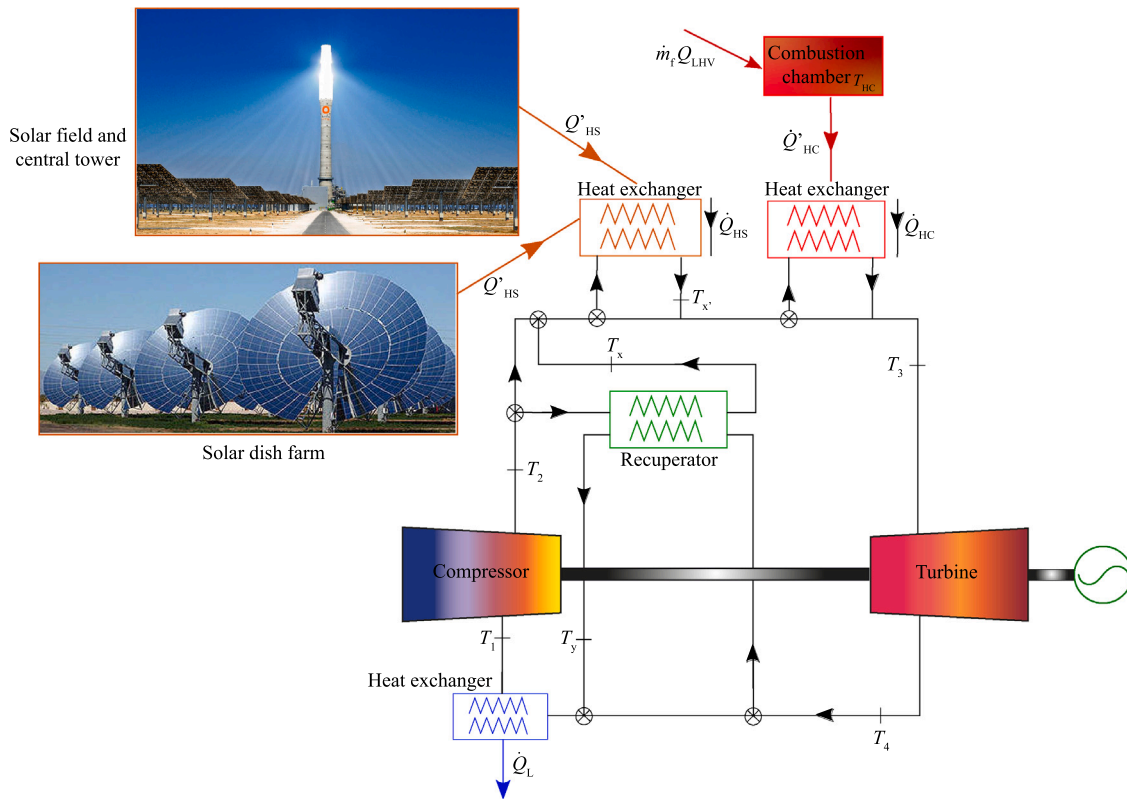 Solar field and
central tower
Q’HS
ṁf QLHV
Combustion
chamber THC
Q̇’HC
Heat exchanger
Q̇HS
Heat exchanger
Q̇HC
Q’HS
Tx’
Tx
T3
Solar dish farm
Recuperator
T2
Compressor
Turbine
T1
Ty
Heat exchanger
T4
Q̇L